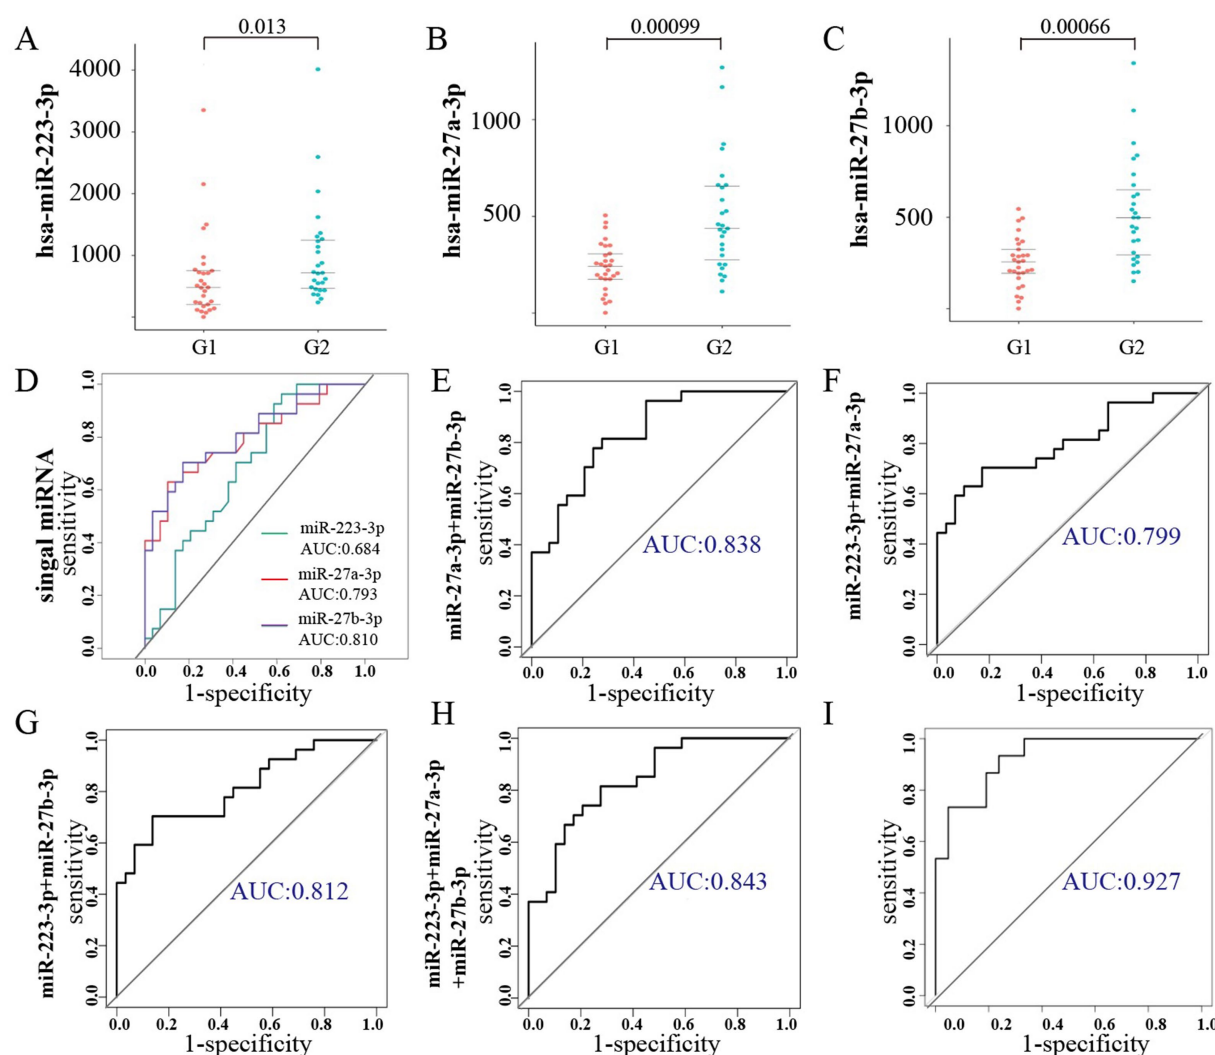 A
0.013
hsa-miR-223-3p
4000
3000
2000
1000
G1 G2
B
0.00099
hsa-miR-27a-3p
1000
500
G1 G2
C
0.00066
hsa-miR-27b-3p
1000
500
G1 G2
D
singal miRNA
sensitivity
1.0
0.8
0.6
0.4
0.2
0.0
miR-223-3p
AUC:0.684
miR-27a-3p
AUC:0.793
miR-27b-3p
AUC:0.810
0.0 0.2 0.4 0.6 0.8 1.0
1-specificity
E
miR-27a-3p+miR-27b-3p
sensitivity
1.0
0.8
0.6
0.4
0.2
0.0
AUC:0.838
0.0 0.2 0.4 0.6 0.8 1.0
1-specificity
F
miR-223-3p+miR-27a-3p
sensitivity
1.0
0.8
0.6
0.4
0.2
0.0
AUC:0.799
0.0 0.2 0.4 0.6 0.8 1.0
1-specificity
G
miR-223-3p+miR-27b-3p
sensitivity
1.0
0.8
0.6
0.4
0.2
0.0
AUC:0.812
0.0 0.2 0.4 0.6 0.8 1.0
1-specificity
H
miR-223-3p+miR-27a-3p
+miR-27b-3p
sensitivity
1.0
0.8
0.6
0.4
0.2
0.0
AUC:0.843
0.0 0.2 0.4 0.6 0.8 1.0
1-specificity
I
sensitivity
1.0
0.8
0.6
0.4
0.2
0.0
AUC:0.927
0.0 0.2 0.4 0.6 0.8 1.0
1-specificity